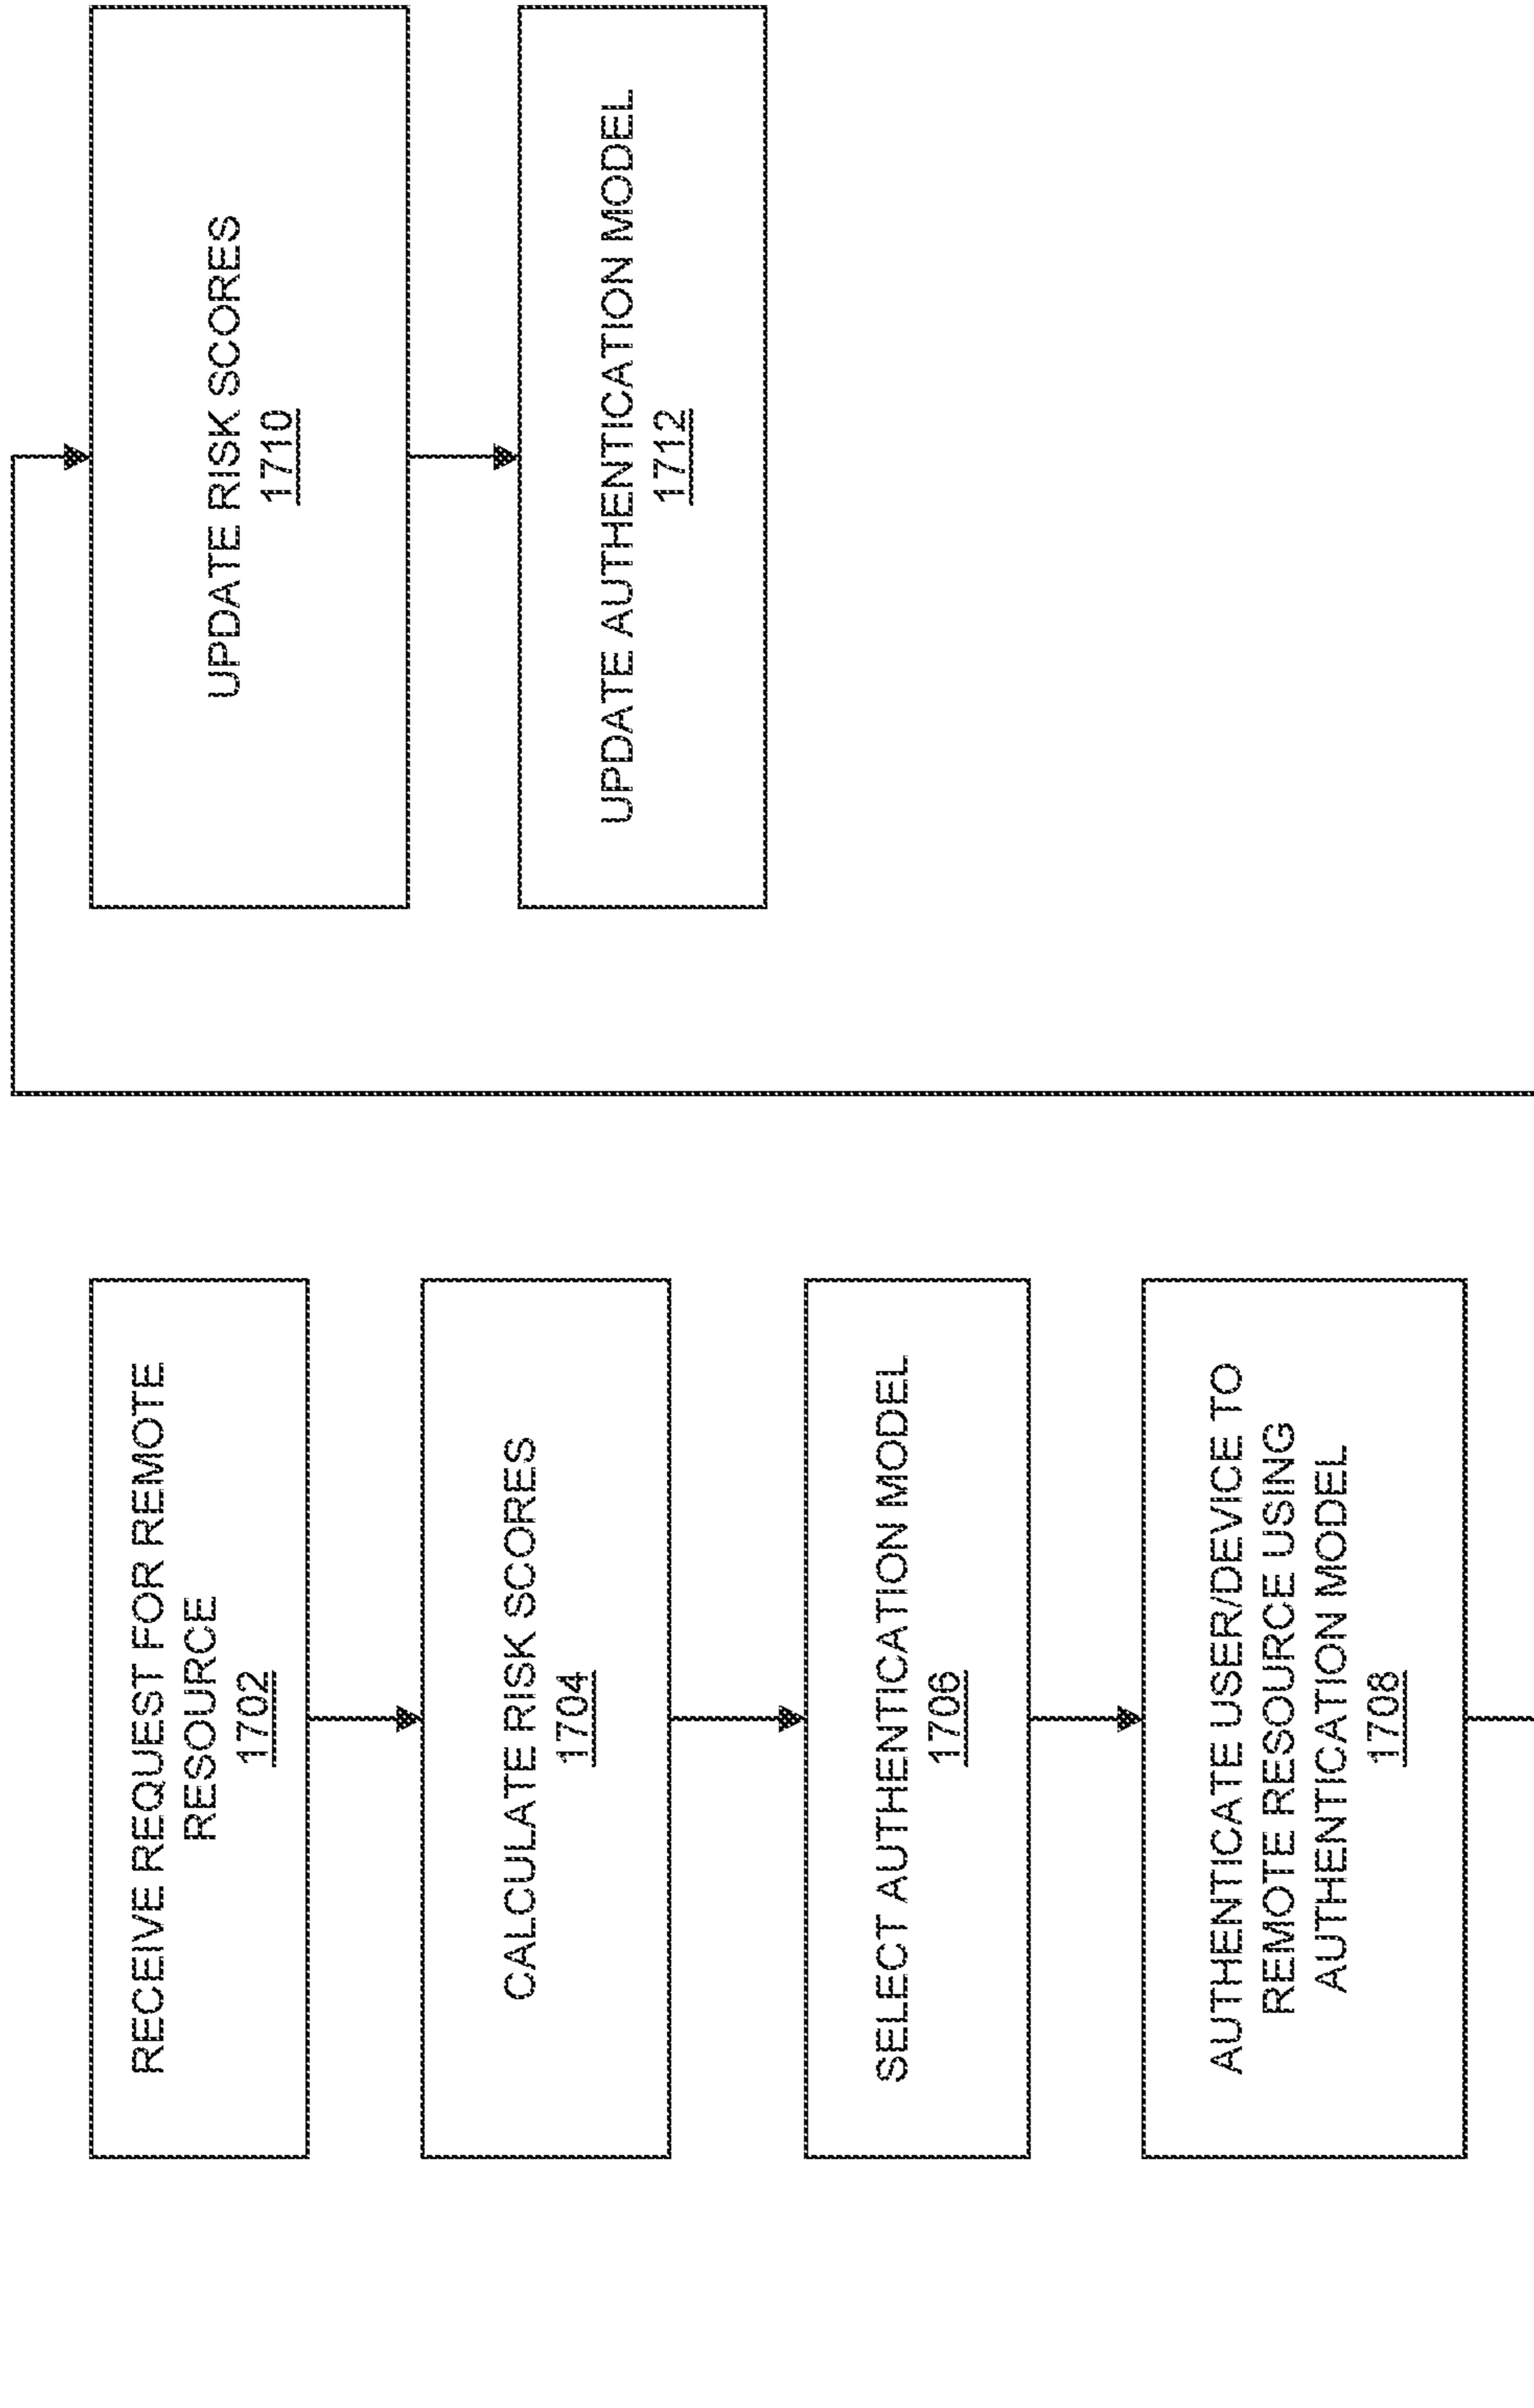 RECEIVE REQUEST FOR REMOTE
RESOURCE
1702
CALCULATE RISK SCORES
1704
SELECT AUTHENTICATION MODEL
1706
AUTHENTICATE USER/DEVICE TO
REMOTE RESOURCE USING
AUTHENTICATION MODEL
1708
UPDATE RISK SCORES
1710
UPDATE AUTHENTICATION MODEL
1712